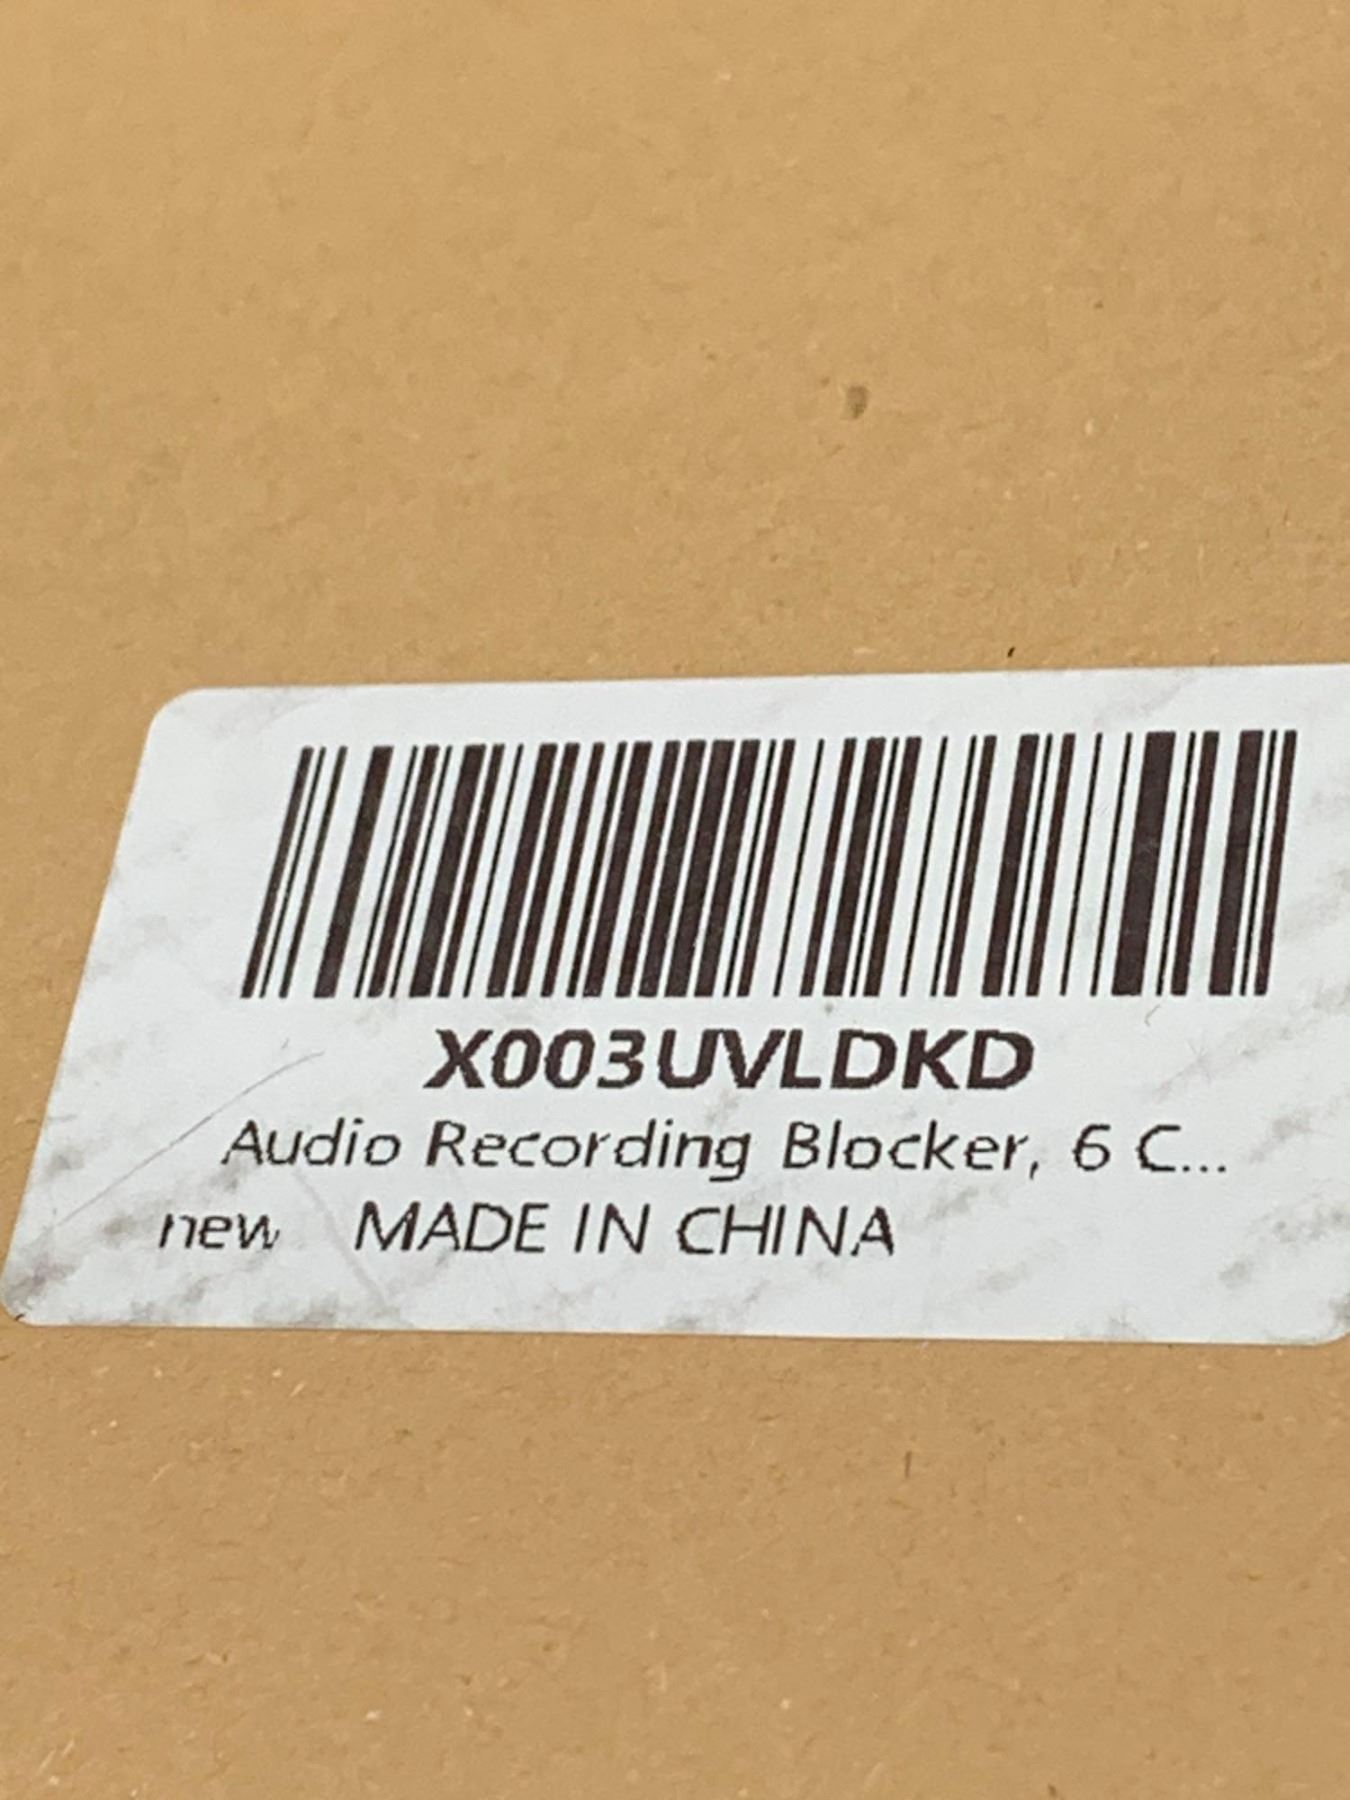 X003UVLDKD
Audio Recording Blocker, 6 C...
new MADE IN CHINA